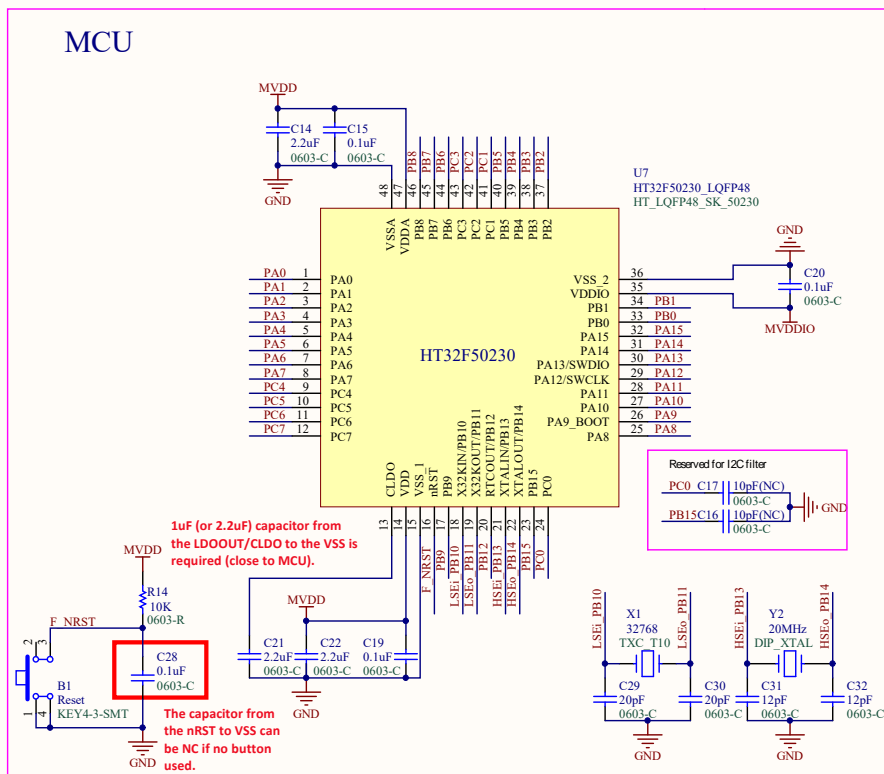 MCU
MVDD
C14
2.2uF
0603-C
C15
0.1uF
0603-C
GND
PB8
PB7
PB6
PC3
PC2
PC1
PB5
PB4
PB3
PB2
48
47
46
45
44
43
42
41
40
39
38
37
VSSA
VDDA
PB8
PB7
PB6
PC3
PC2
PC1
PB5
PB4
PB3
PB2
U7
HT32F50230_LQFP48
HT_LQFP48_SK_50230
PA0 1 PA0
PA1 2 PA1
PA2 3 PA2
PA3 4 PA3
PA4 5 PA4
PA5 6 PA5
PA6 7 PA6
PA7 8 PA7
PC4 9 PC4
PC5 10 PC5
PC6 11 PC6
PC7 12 PC7
HT32F50230
VSS_2 36
VDDIO 35
PB1 34 PB1
PB0 33 PB0
PA15 32 PA15
PA14 31 PA14
PA13/SWDIO 30 PA13
PA12/SWCLK 29 PA12
PA11 28 PA11
PA10 27 PA10
PA9_BOOT 26 PA9
PA8 25 PA8
GND
C20
0.1uF
0603-C
MVDDIO
CLDO
VDD
VSS_1
nRST
PB9
X32KIN/PB10
X32KOUT/PB11
RTCOUT/PB12
XTALIN/PB13
XTALOUT/PB14
PB15
PC0
13
14
15
16
17
18
19
20
21
22
23
24
F_NRST
PB9
LSEi_PB10
LSEo_PB11
PB12
HSEi_PB13
HSEo_PB14
PB15
PC0
Reserved for I2C filter
PC0 C17 10pF(NC)
0603-C
GND
PB15 C16 10pF(NC)
0603-C
1uF (or 2.2uF) capacitor from
the LDOOUT/CLDO to the VSS is
required (close to MCU).
MVDD
R14
10K
0603-R
F_NRST
2
3
C28
0.1uF
0603-C
B1
Reset
KEY4-3-SMT
1
4
GND
The capacitor from
the nRST to VSS can
be NC if no button
used.
MVDD
C21
2.2uF
0603-C
C22
2.2uF
0603-C
C19
0.1uF
0603-C
GND
LSEi_PB10
LSEo_PB11
X1
32768
TXC_T10
C29
20pF
0603-C
C30
20pF
0603-C
GND
HSEi_PB13
HSEo_PB14
Y2
20MHz
DIP_XTAL
C31
12pF
0603-C
C32
12pF
0603-C
GND